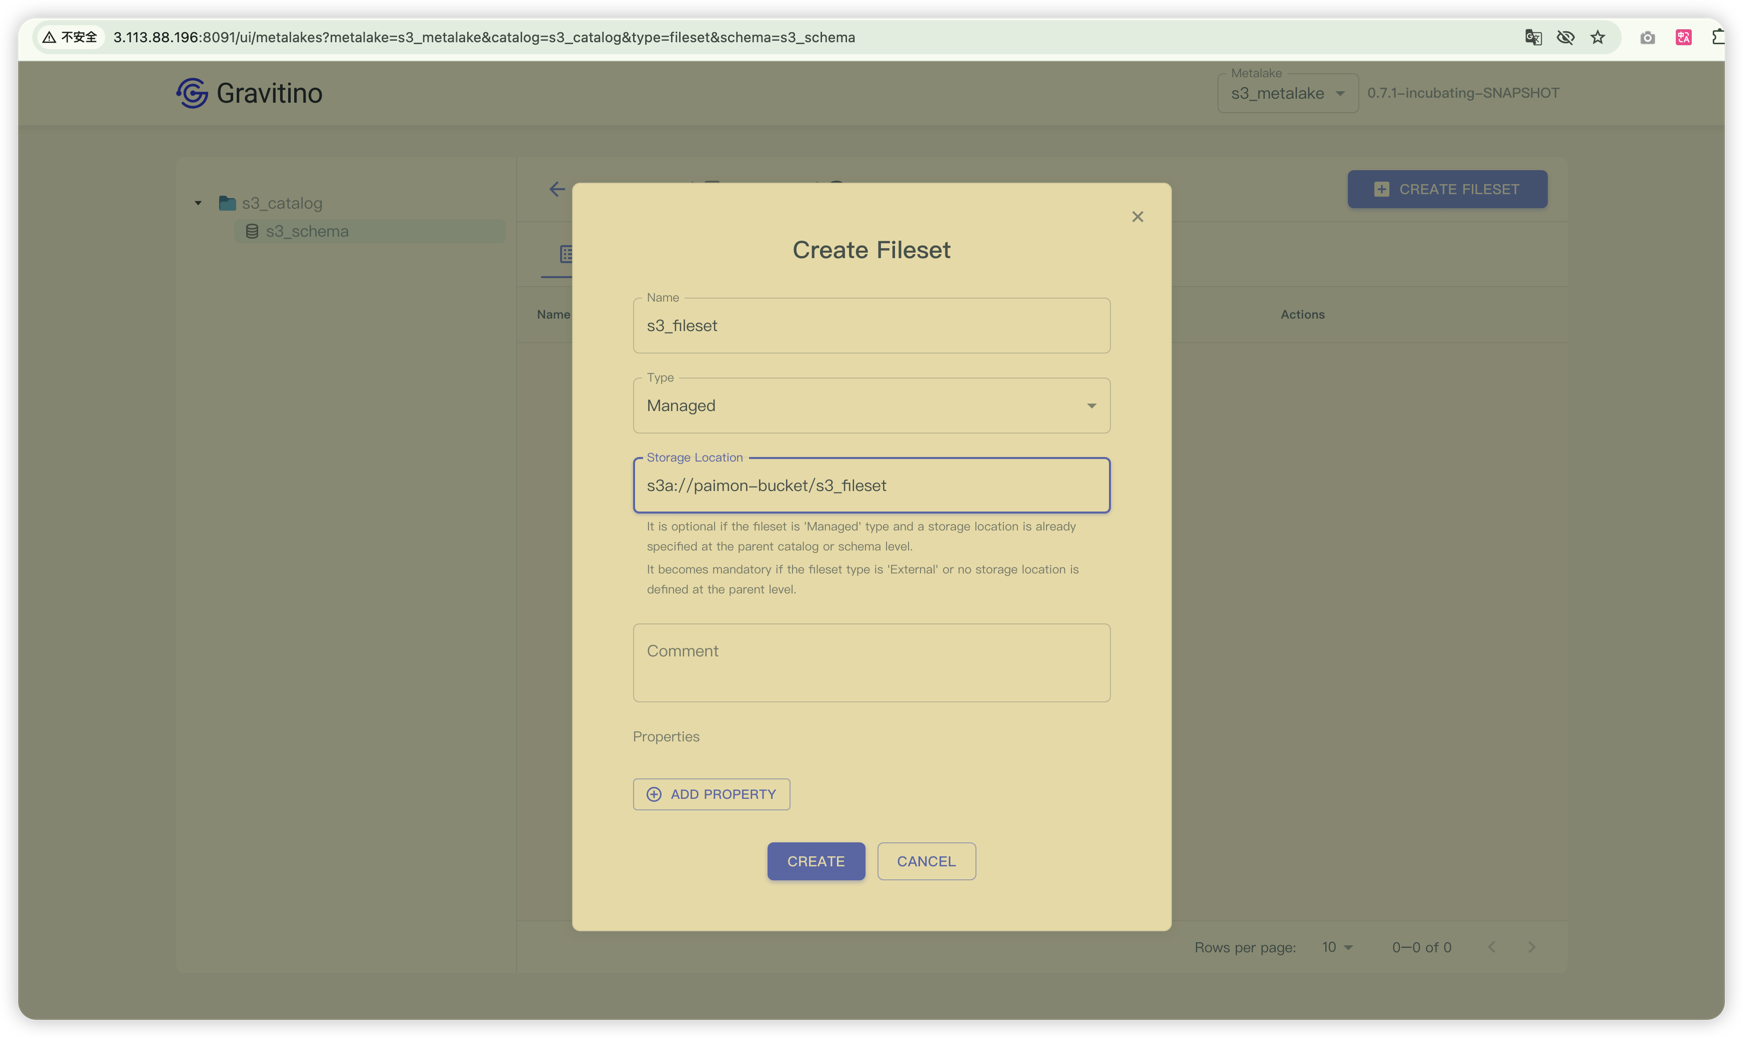 不安全 3.113.88.196:8091/ui/metalakes?metalake=s3_metalake&catalog=s3_catalog&type=fileset&schema=s3_schema
Gravitino
Metalake
s3_metalake
0.7.1-incubating-SNAPSHOT
s3_catalog
s3_schema
CREATE FILESET
Name
Actions
Create Fileset
Name
s3_fileset
Type
Managed
Storage Location
s3a://paimon-bucket/s3_fileset
It is optional if the fileset is 'Managed' type and a storage location is already
specified at the parent catalog or schema level.
It becomes mandatory if the fileset type is 'External' or no storage location is
defined at the parent level.
Comment
Properties
ADD PROPERTY
CREATE
CANCEL
Rows per page: 10 0–0 of 0